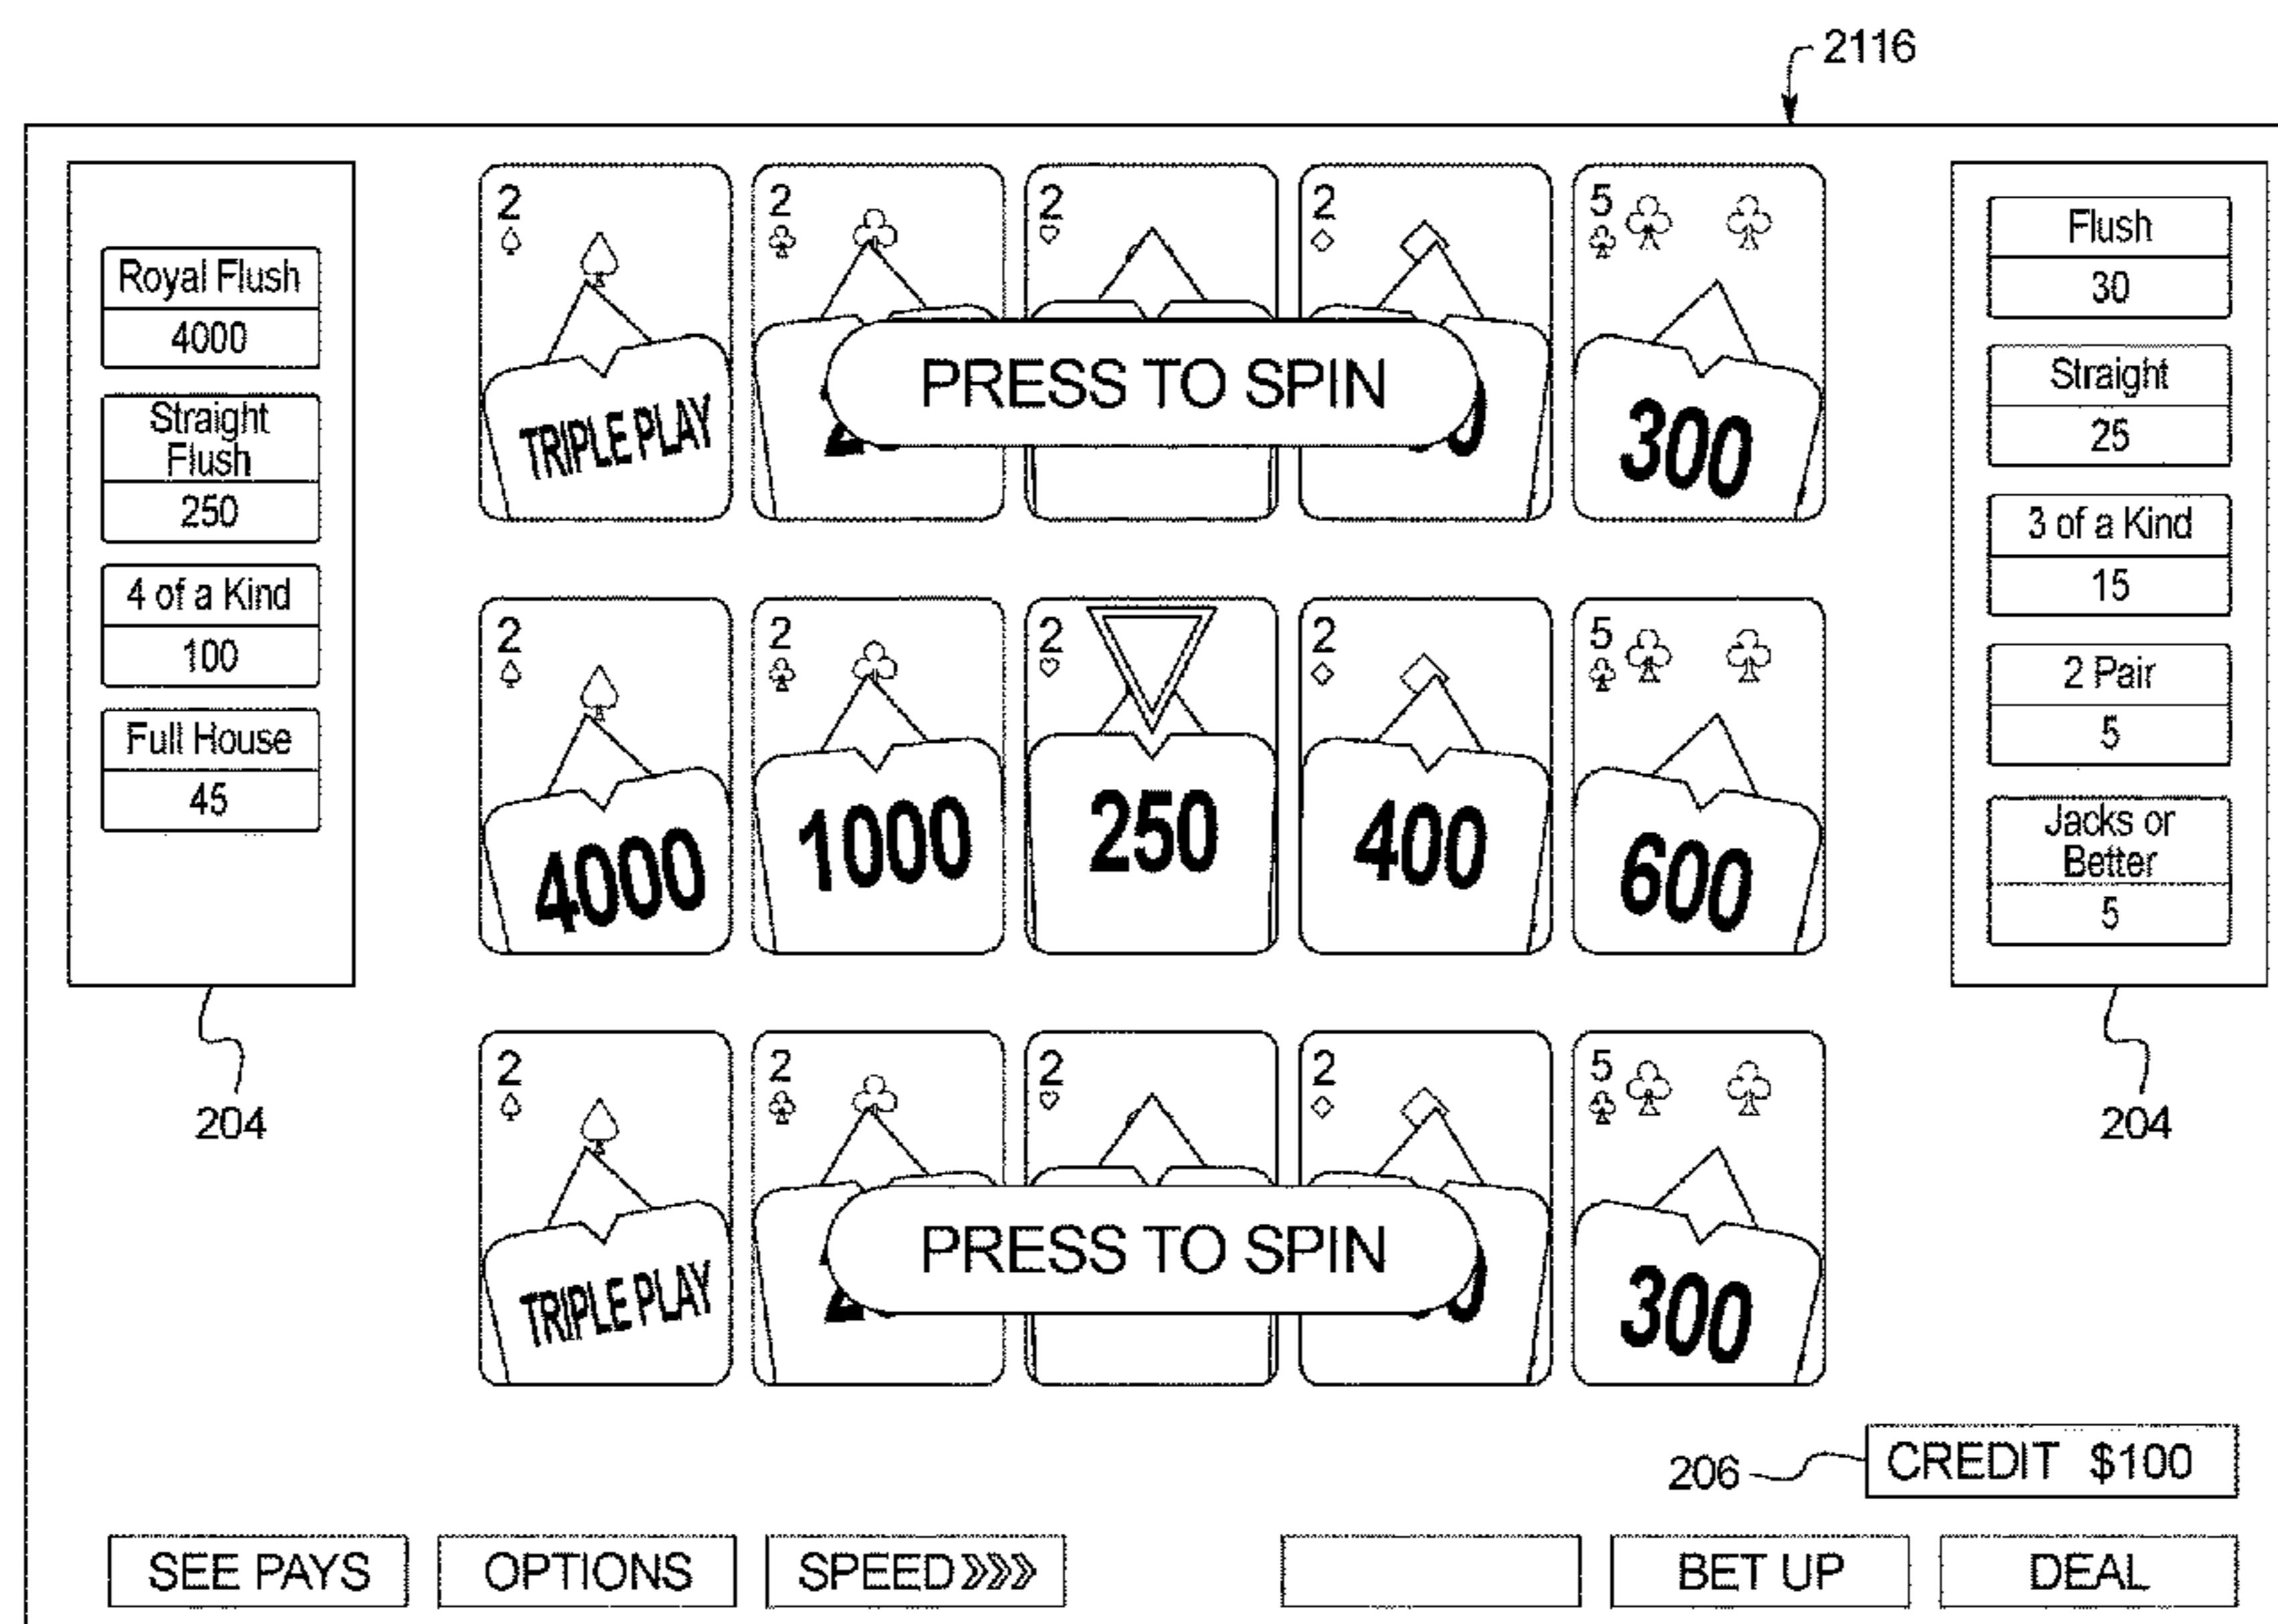 2116
Royal Flush
4000
Straight
Flush
250
4 of a Kind
100
Full House
45
204
2 2 2 2 5
PRESS TO SPIN
TRIPLE PLAY 300
2 2 2 2 5
4000 1000 250 400 600
2 2 2 2 5
PRESS TO SPIN
TRIPLE PLAY 300
Flush
30
Straight
25
3 of a Kind
15
2 Pair
5
Jacks or
Better
5
204
206 CREDIT $100
SEE PAYS OPTIONS SPEED»» BET UP DEAL